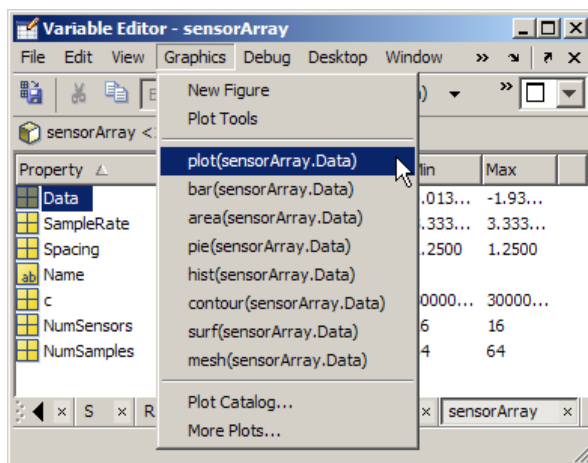 Variable Editor - sensorArray
File Edit View Graphics Debug Desktop Window
New Figure
Plot Tools
sensorArray <
plot(sensorArray.Data)
bar(sensorArray.Data)
area(sensorArray.Data)
pie(sensorArray.Data)
hist(sensorArray.Data)
contour(sensorArray.Data)
surf(sensorArray.Data)
mesh(sensorArray.Data)
Plot Catalog...
More Plots...
Property Max
Data -1.93...
SampleRate 3.333...
Spacing 1.2500
ab Name
c 30000...
NumSensors 16
NumSamples 64
S R sensorArray